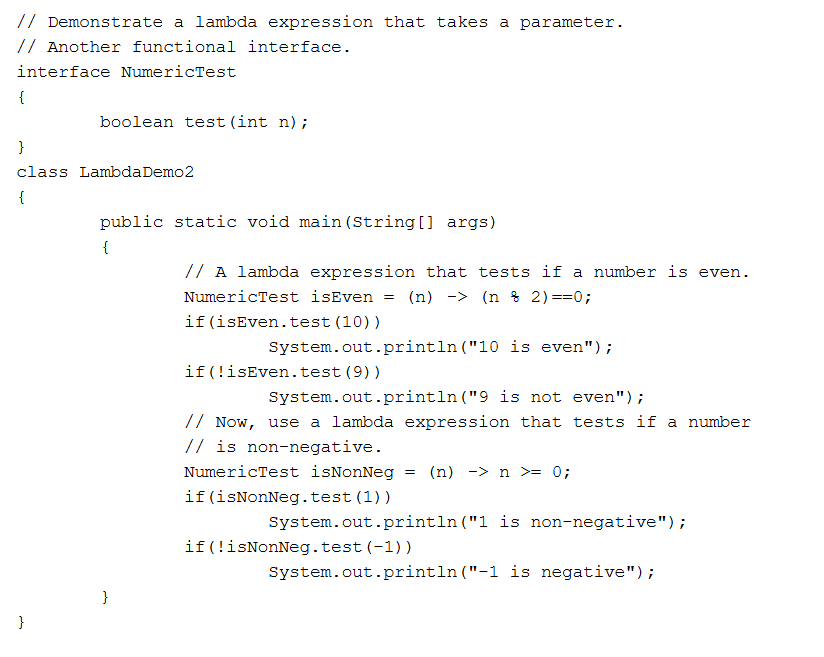 // Demonstrate a lambda expression that takes a parameter.
// Another functional interface.
interface NumericTest
{
        boolean test(int n);
}
class LambdaDemo2
{
        public static void main(String[] args)
        {
                // A lambda expression that tests if a number is even.
                NumericTest isEven = (n) -> (n % 2)==0;
                if(isEven.test(10))
                        System.out.println("10 is even");
                if(!isEven.test(9))
                        System.out.println("9 is not even");
                // Now, use a lambda expression that tests if a number
                // is non-negative.
                NumericTest isNonNeg = (n) -> n >= 0;
                if(isNonNeg.test(1))
                        System.out.println("1 is non-negative");
                if(!isNonNeg.test(-1))
                        System.out.println("-1 is negative");
        }
}